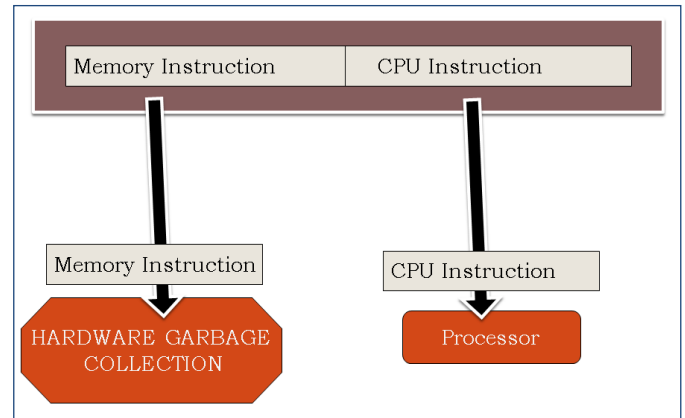 Memory Instruction CPU Instruction
Memory Instruction
CPU Instruction
HARDWARE GARBAGE
COLLECTION
Processor